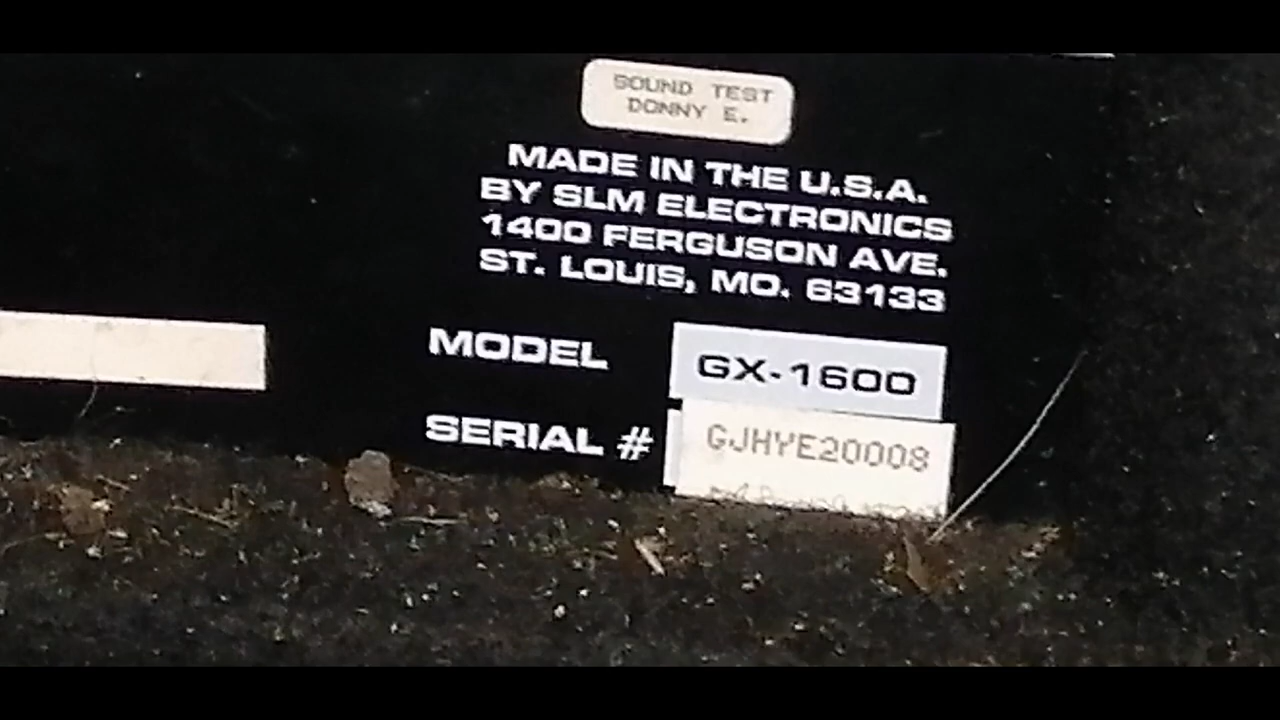 SOUND TEST
DONNY E.
MADE IN THE U.S.A.
BY SLM ELECTRONICS
1400 FERGUSON AVE.
ST. LOUIS, MO. 63133
MODEL GX-1600
SERIAL # GJHYE20008